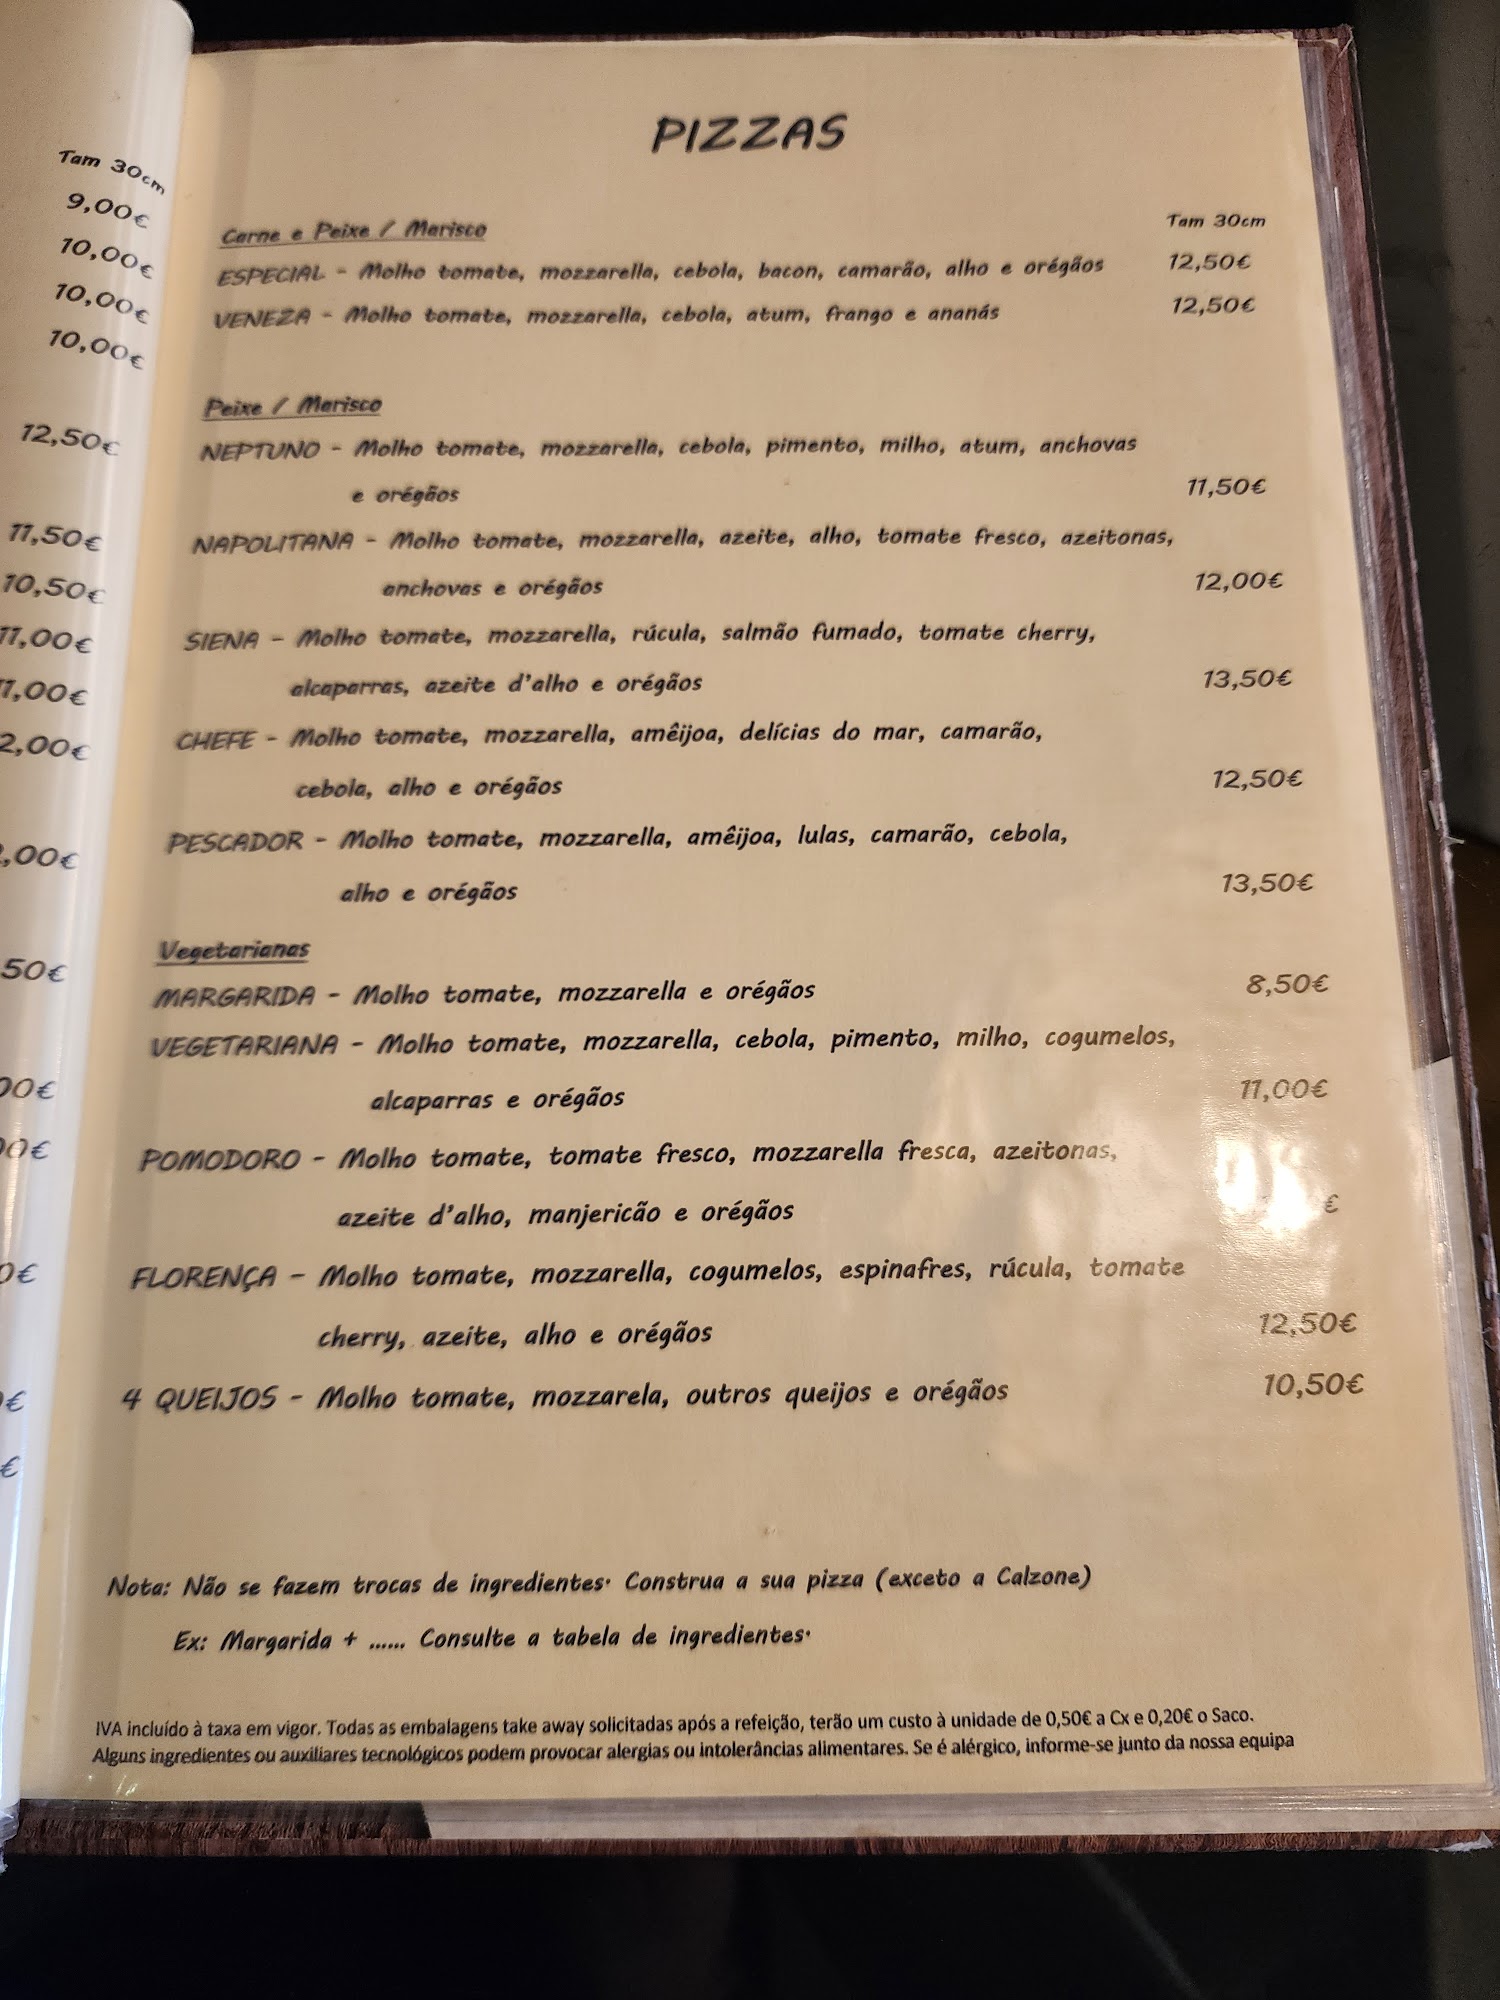 Tam 30cm
9,00€
10,00€
10,00€
10,00€
12,50€
11,50€
10,50€
11,00€
11,00€
2,00€
,00€
50€
00€
00€
0€
€
€
PIZZAS
Carne e Peixe / Marisco Tam 30cm
ESPECIAL - Molho tomate, mozzarella, cebola, bacon, camarão, alho e orégãos 12,50€
VENEZA - Molho tomate, mozzarella, cebola, atum, frango e ananás 12,50€
Peixe / Marisco
NEPTUNO - Molho tomate, mozzarella, cebola, pimento, milho, atum, anchovas
e orégãos 11,50€
NAPOLITANA - Molho tomate, mozzarella, azeite, alho, tomate fresco, azeitonas,
anchovas e orégãos 12,00€
SIENA - Molho tomate, mozzarella, rúcula, salmão fumado, tomate cherry,
alcaparras, azeite d'alho e orégãos 13,50€
CHEFE - Molho tomate, mozzarella, amêijoa, delícias do mar, camarão,
cebola, alho e orégãos 12,50€
PESCADOR - Molho tomate, mozzarella, amêijoa, lulas, camarão, cebola,
alho e orégãos 13,50€
Vegetarianas
MARGARIDA - Molho tomate, mozzarella e orégãos 8,50€
VEGETARIANA - Molho tomate, mozzarella, cebola, pimento, milho, cogumelos,
alcaparras e orégãos 11,00€
POMODORO - Molho tomate, tomate fresco, mozzarella fresca, azeitonas,
azeite d'alho, manjericão e orégãos €
FLORENÇA - Molho tomate, mozzarella, cogumelos, espinafres, rúcula, tomate
cherry, azeite, alho e orégãos 12,50€
4 QUEIJOS - Molho tomate, mozzarela, outros queijos e orégãos 10,50€
Nota: Não se fazem trocas de ingredientes. Construa a sua pizza (exceto a Calzone)
Ex: Margarida + ...... Consulte a tabela de ingredientes.
IVA incluído à taxa em vigor. Todas as embalagens take away solicitadas após a refeição, terão um custo à unidade de 0,50€ a Cx e 0,20€ o Saco.
Alguns ingredientes ou auxiliares tecnológicos podem provocar alergias ou intolerâncias alimentares. Se é alérgico, informe-se junto da nossa equipa